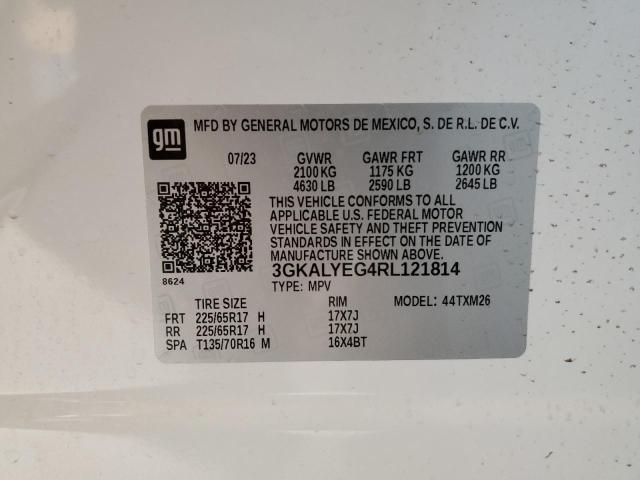 gm MFD BY GENERAL MOTORS DE MEXICO, S. DE R.L. DE C.V.
07/23 GVWR GAWR FRT GAWR RR
2100 KG 1175 KG 1200 KG
4630 LB 2590 LB 2645 LB
THIS VEHICLE CONFORMS TO ALL
APPLICABLE U.S. FEDERAL MOTOR
VEHICLE SAFETY AND THEFT PREVENTION
STANDARDS IN EFFECT ON THE DATE OF
MANUFACTURE SHOWN ABOVE.
3GKALYEG4RL121814
8624 TYPE: MPV
TIRE SIZE RIM MODEL: 44TXM26
FRT 225/65R17 H 17X7J
RR 225/65R17 H 17X7J
SPA T135/70R16 M 16X4BT